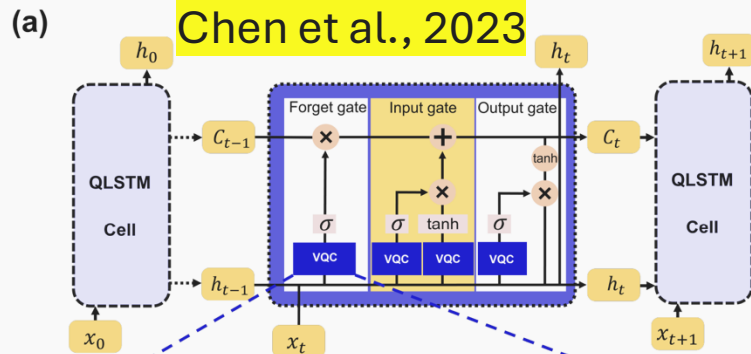 (a)
Chen et al., 2023
h₀
hₜ
hₜ₊₁
Forget gate
Input gate
Output gate
Cₜ₋₁
×
+
Cₜ
tanh
QLSTM
Cell
×
×
QLSTM
Cell
σ
σ
tanh
σ
VQC
VQC
VQC
VQC
hₜ₋₁
hₜ
x₀
xₜ
xₜ₊₁